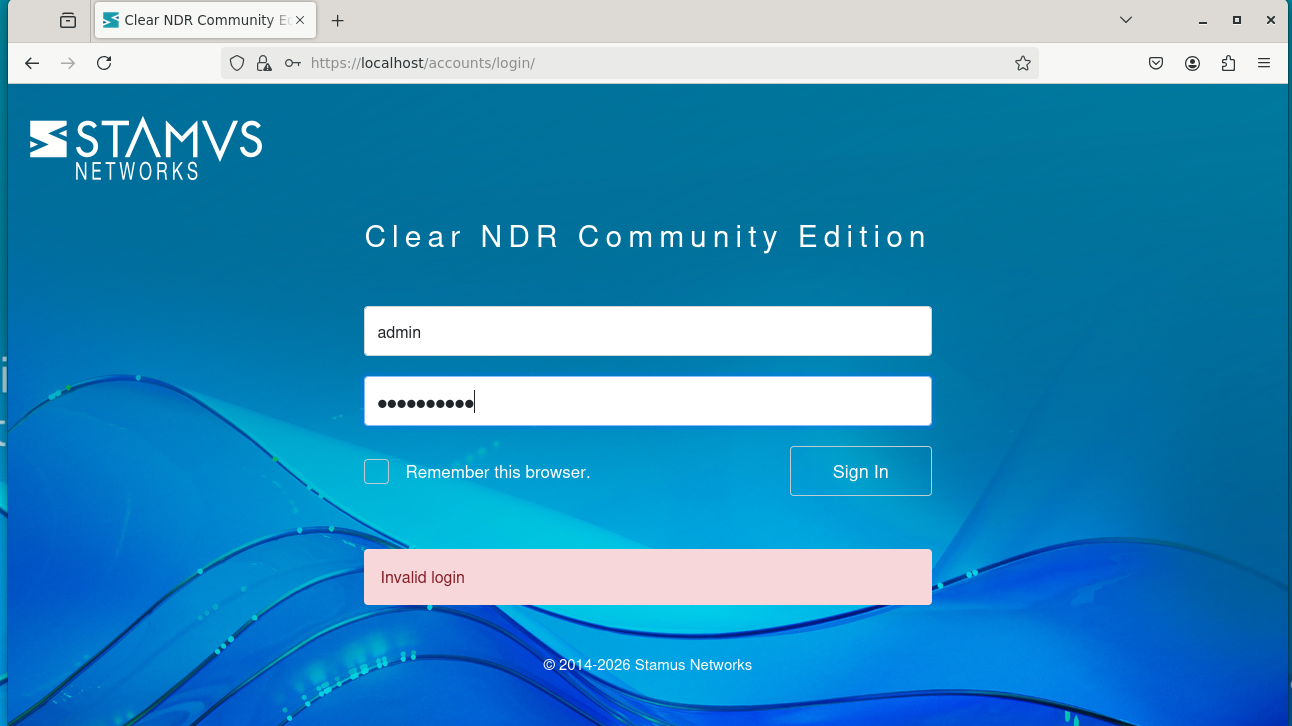 Clear NDR Community E
https://localhost/accounts/login/
STAMVS
NETWORKS
Clear NDR Community Edition
admin
Remember this browser.
Sign In
Invalid login
© 2014-2026 Stamus Networks